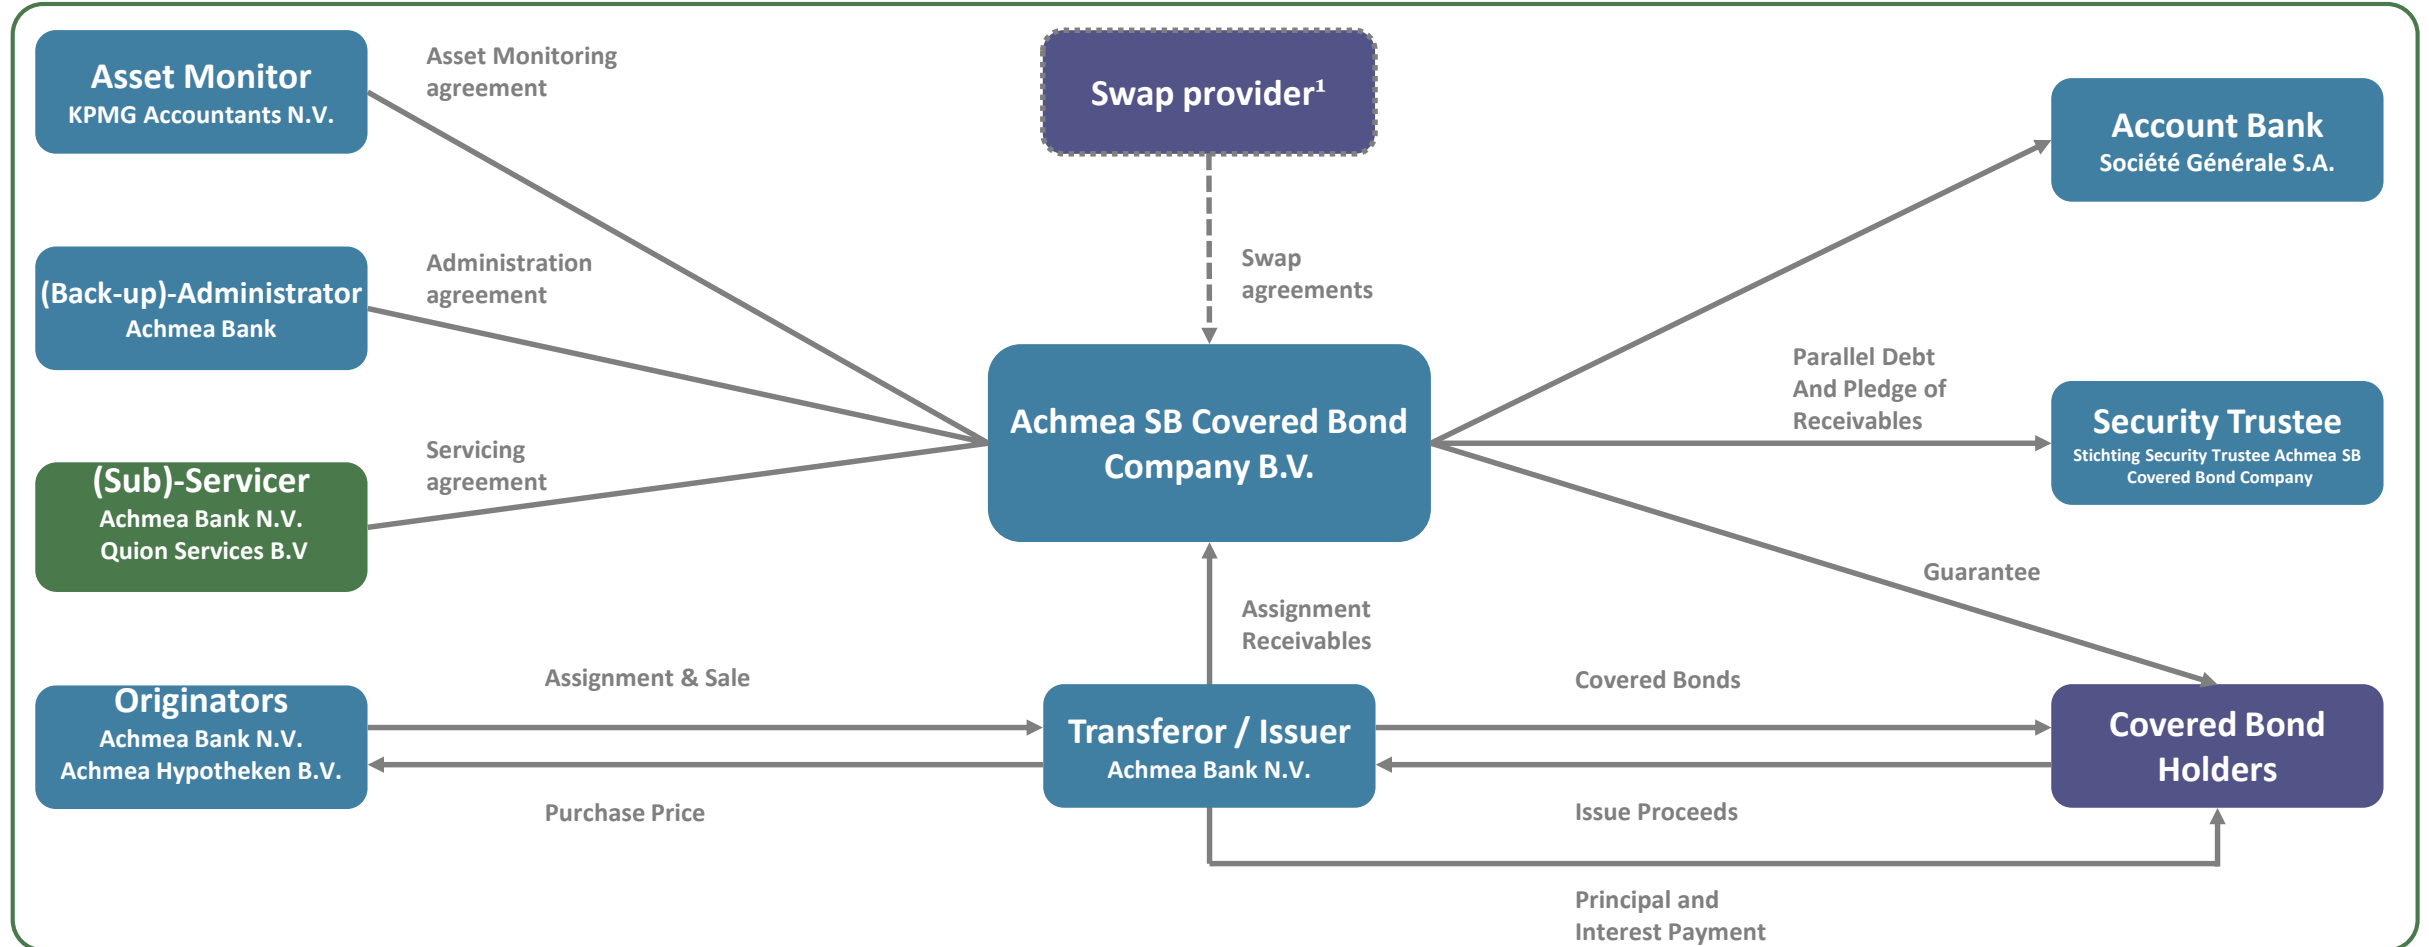 Asset Monitor
KPMG Accountants N.V.
Asset Monitoring
agreement
Swap provider¹
Account Bank
Société Générale S.A.
(Back-up)-Administrator
Achmea Bank
Administration
agreement
Swap
agreements
Achmea SB Covered Bond
Company B.V.
Parallel Debt
And Pledge of
Receivables
Security Trustee
Stichting Security Trustee Achmea SB
Covered Bond Company
(Sub)-Servicer
Achmea Bank N.V.
Quion Services B.V
Servicing
agreement
Guarantee
Assignment
Receivables
Originators
Achmea Bank N.V.
Achmea Hypotheken B.V.
Assignment & Sale
Purchase Price
Transferor / Issuer
Achmea Bank N.V.
Covered Bonds
Issue Proceeds
Covered Bond
Holders
Principal and
Interest Payment